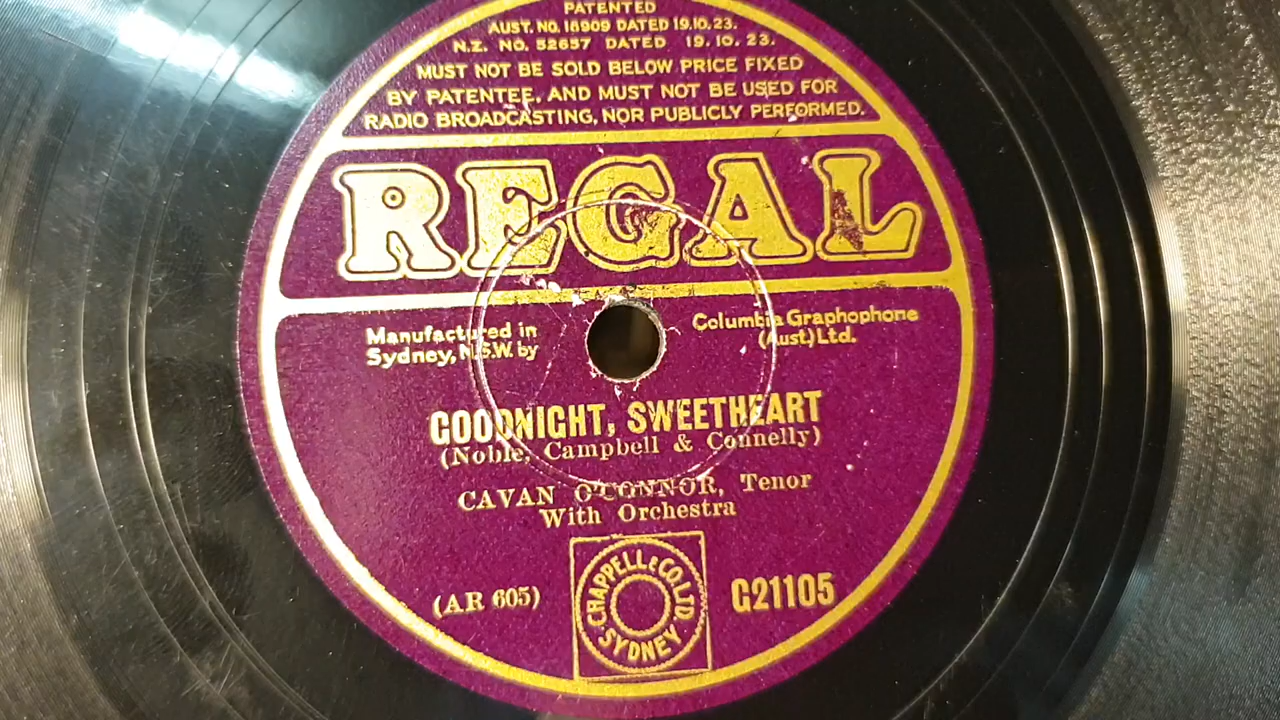 PATENTED
AUST. NO. 18909 DATED 19.10.23.
N.Z. NO. 52657 DATED 19.10.23.
MUST NOT BE SOLD BELOW PRICE FIXED
BY PATENTEE, AND MUST NOT BE USED FOR
RADIO BROADCASTING, NOR PUBLICLY PERFORMED.
REGAL
Manufactured in
Sydney, N.S.W. by
Columbia Graphophone
(Aust.) Ltd.
GOODNIGHT, SWEETHEART
(Noble, Campbell & Connelly)
CAVAN O'CONNOR, Tenor
With Orchestra
(AR 605)
CHAPPELL & CO. LTD.
SYDNEY
G21105